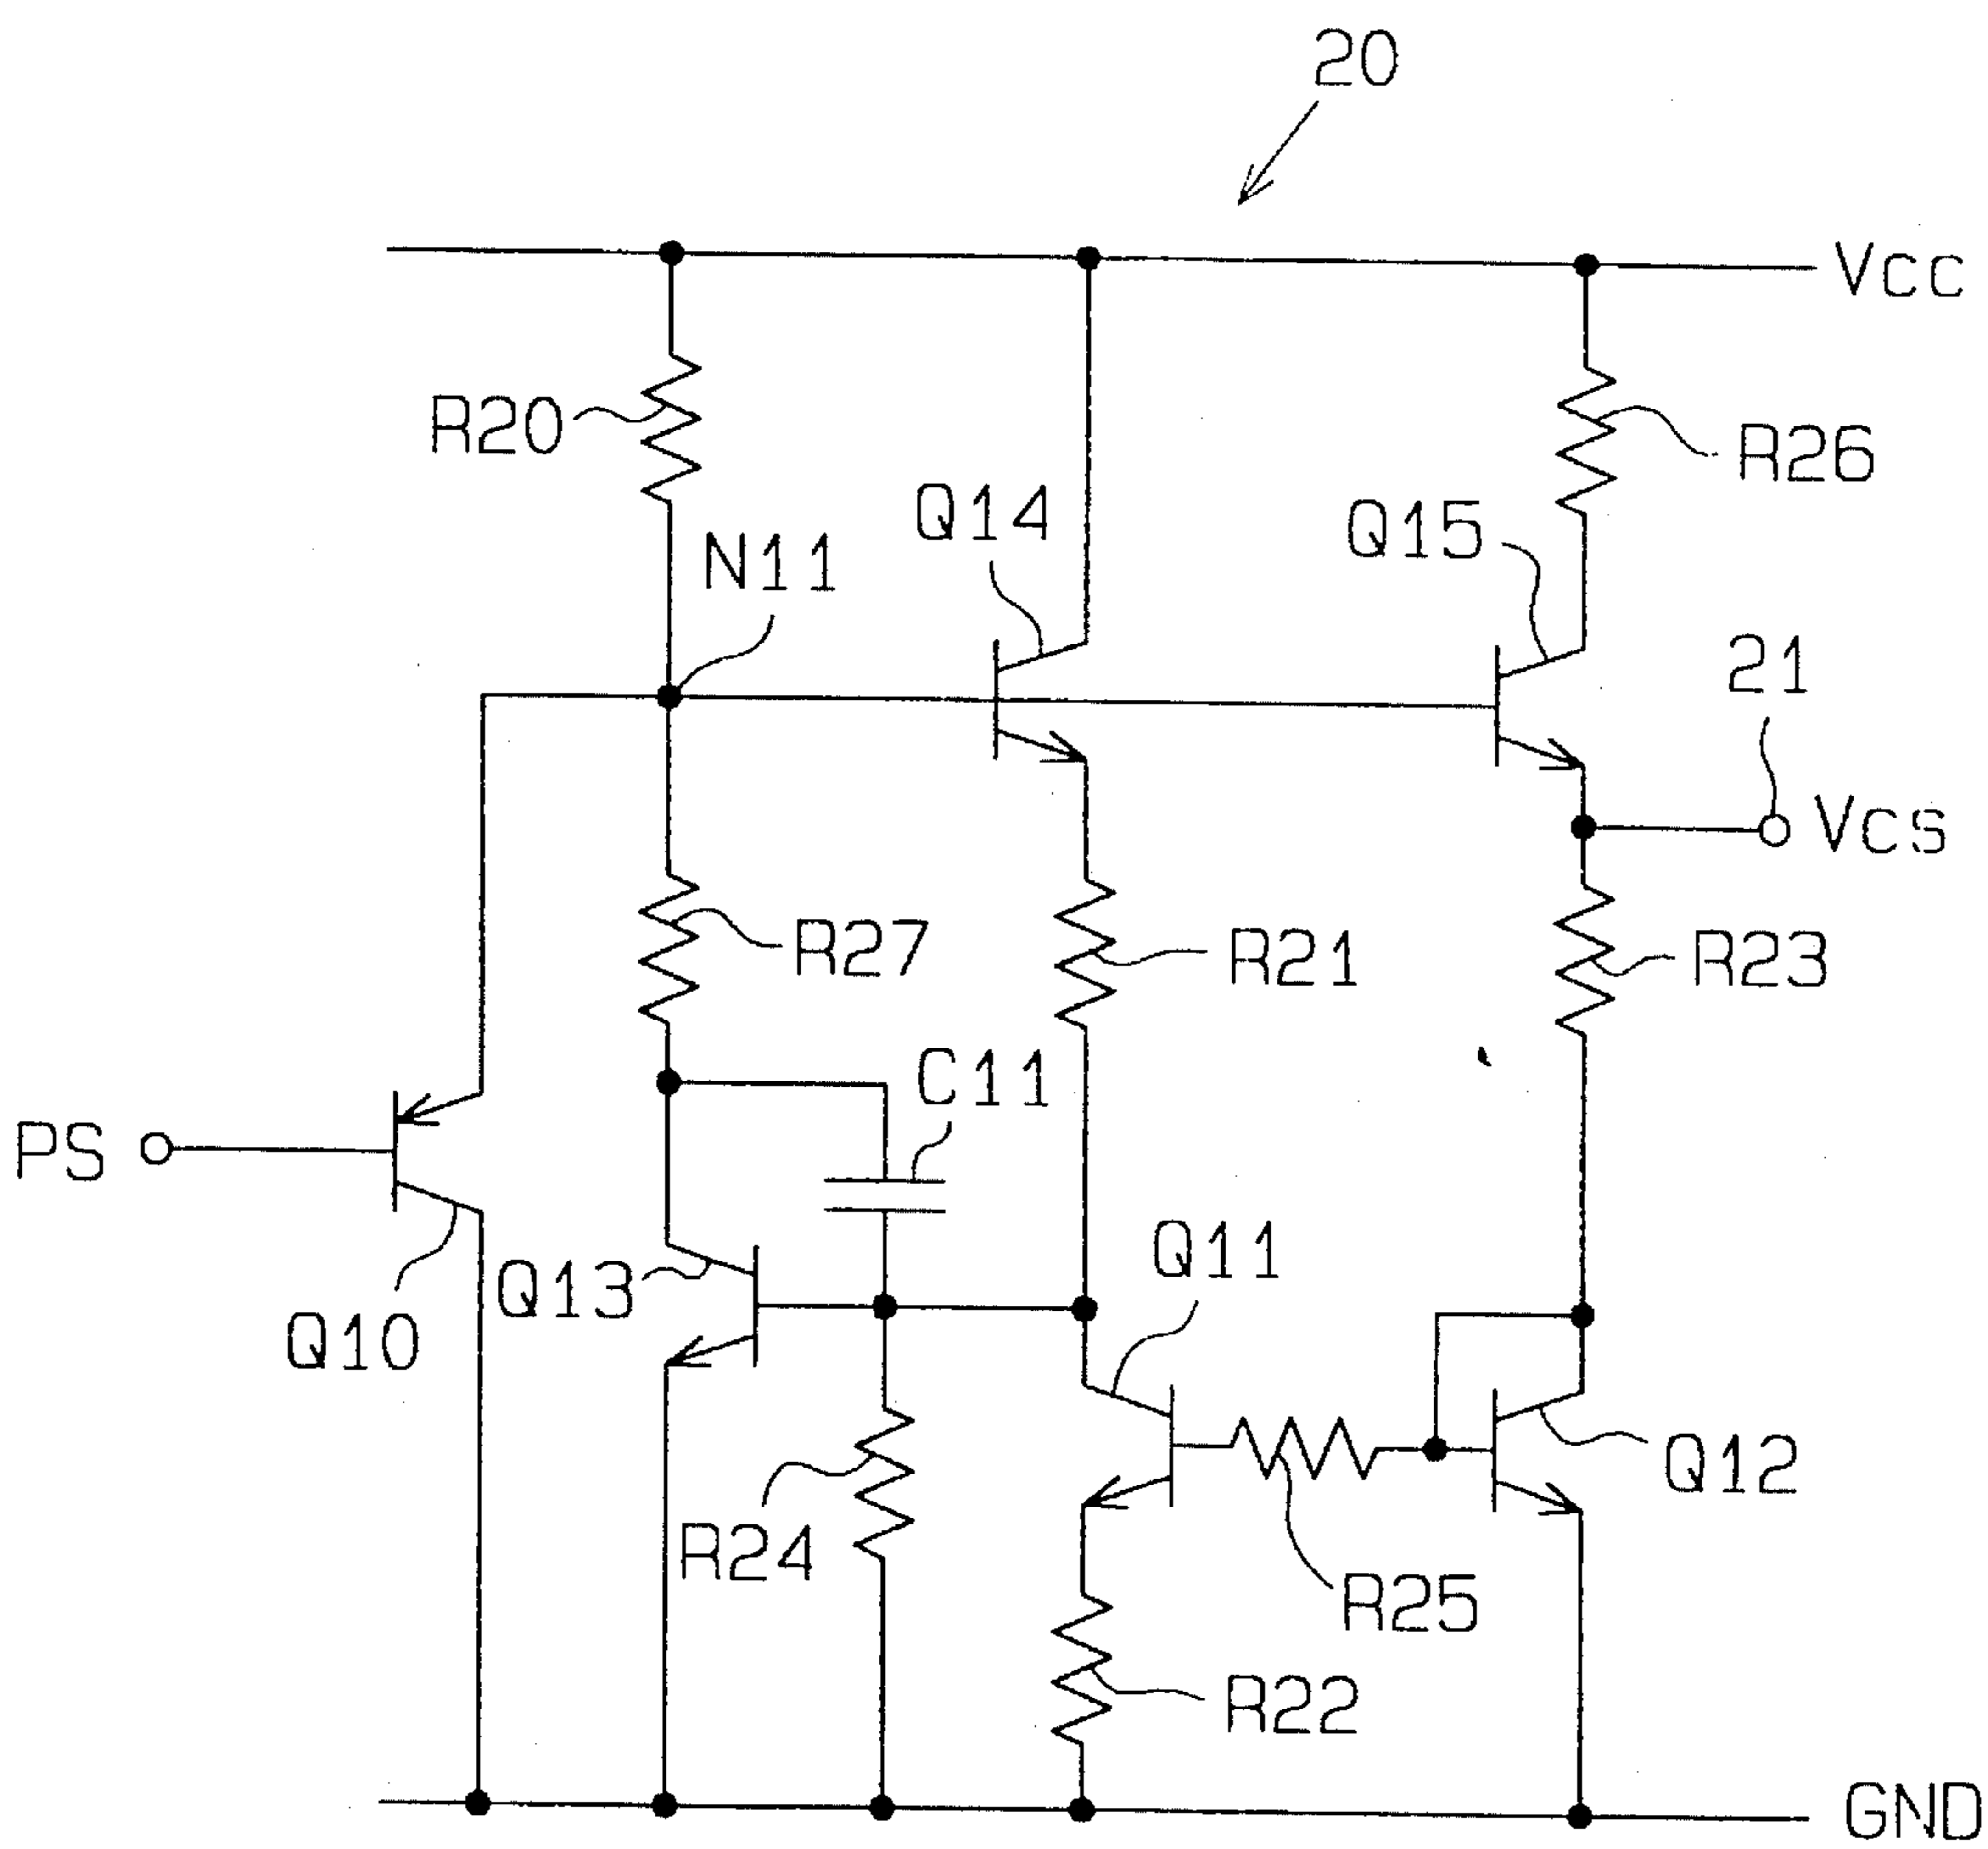 20
VCC
R20
R26
Q14
Q15
N11
21
VCS
R27
R21
R23
C11
PS
Q11
Q13
Q10
Q12
R24
R25
R22
GND